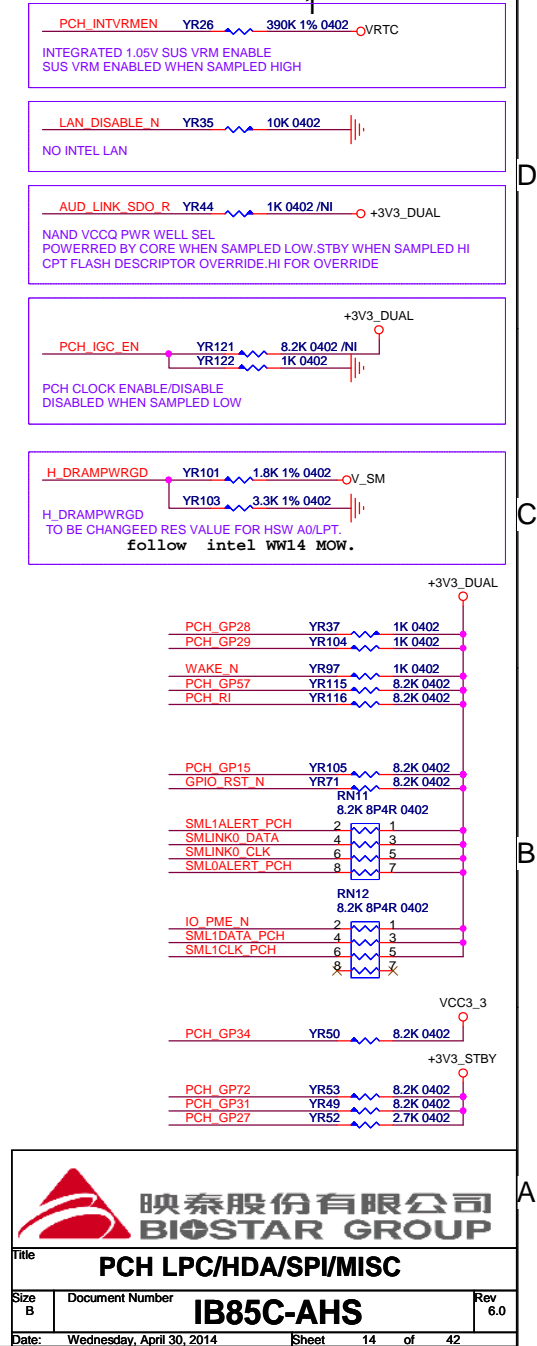 1
PCH_INTVRMEN YR26 390K 1% 0402 VRTC
INTEGRATED 1.05V SUS VRM ENABLE
SUS VRM ENABLED WHEN SAMPLED HIGH
LAN_DISABLE_N YR35 10K 0402
NO INTEL LAN
D
AUD_LINK_SDO_R YR44 1K 0402 /NI +3V3_DUAL
NAND VCCQ PWR WELL SEL
POWERRED BY CORE WHEN SAMPLED LOW.STBY WHEN SAMPLED HI
CPT FLASH DESCRIPTOR OVERRIDE.HI FOR OVERRIDE
+3V3_DUAL
PCH_IGC_EN YR121 8.2K 0402 /NI
YR122 1K 0402
PCH CLOCK ENABLE/DISABLE
DISABLED WHEN SAMPLED LOW
H_DRAMPWRGD YR101 1.8K 1% 0402 V_SM
YR103 3.3K 1% 0402
H_DRAMPWRGD
C
TO BE CHANGEED RES VALUE FOR HSW A0/LPT.
follow intel WW14 MOW.
+3V3_DUAL
PCH_GP28 YR37 1K 0402
PCH_GP29 YR104 1K 0402
WAKE_N YR97 1K 0402
PCH_GP57 YR115 8.2K 0402
PCH_RI YR116 8.2K 0402
PCH_GP15 YR105 8.2K 0402
GPIO_RST_N YR71 8.2K 0402
RN11
8.2K 8P4R 0402
SML1ALERT_PCH 2 1
SMLINK0_DATA 4 3
SMLINK0_CLK 6 5
B
SML0ALERT_PCH 8 7
RN12
8.2K 8P4R 0402
IO_PME_N 2 1
SML1DATA_PCH 4 3
SML1CLK_PCH 6 5
8 7
VCC3_3
PCH_GP34 YR50 8.2K 0402
+3V3_STBY
PCH_GP72 YR53 8.2K 0402
PCH_GP31 YR49 8.2K 0402
PCH_GP27 YR52 2.7K 0402
A
映泰股份有限公司
BIOSTAR GROUP
Title
PCH LPC/HDA/SPI/MISC
Size Document Number Rev
B IB85C-AHS 6.0
Date: Wednesday, April 30, 2014 Sheet 14 of 42